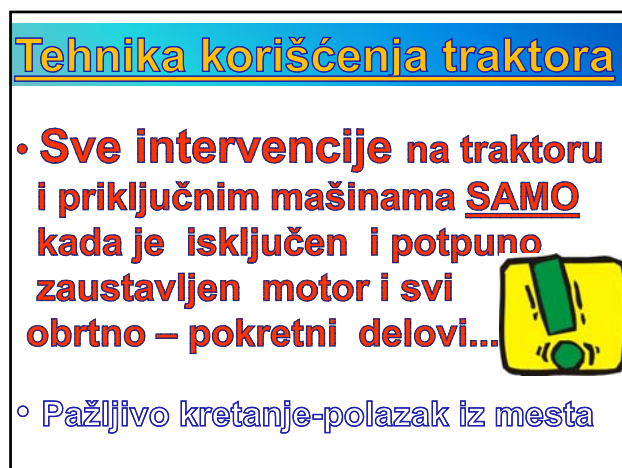 Tehnika korišćenja traktora
• Sve intervencije na traktoru
i priključnim mašinama SAMO
kada je isključen i potpuno
zaustavljen motor i svi
obrtno – pokretni delovi...
• Pažljivo kretanje-polazak iz mesta